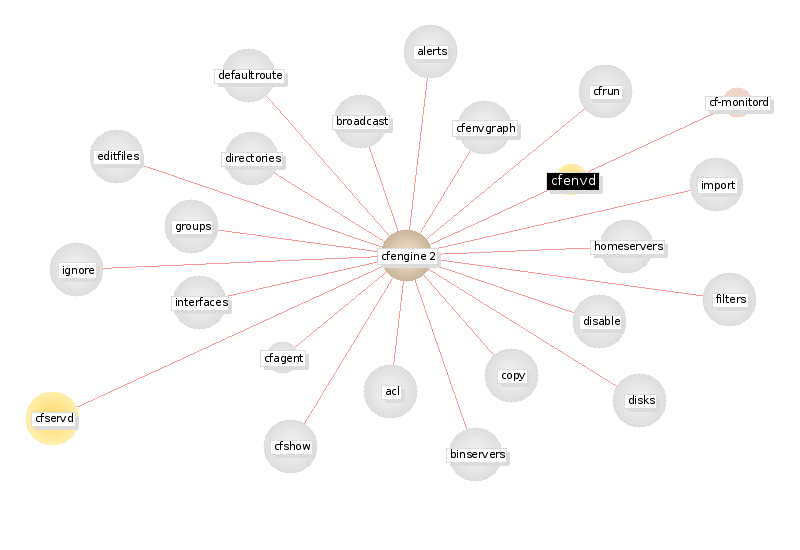 alerts
defaultroute
cfrun
cf-monitord
broadcast
cfenvgraph
editfiles
directories
cfenvd
import
groups
homeservers
cfengine 2
ignore
interfaces
filters
disable
cfagent
copy
acl
disks
cfservd
cfshow
binservers